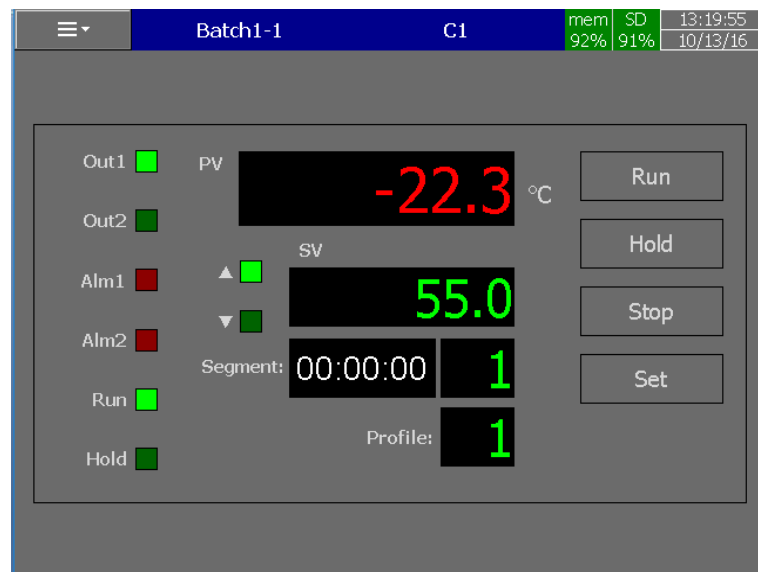 Batch1-1 C1 mem SD 13:19:55
92% 91% 10/13/16
Out1 PV -22.3 °C Run
Out2
SV Hold
Alm1 ▲ 55.0
▼ Stop
Alm2
Segment: 00:00:00 1 Set
Run
Profile: 1
Hold